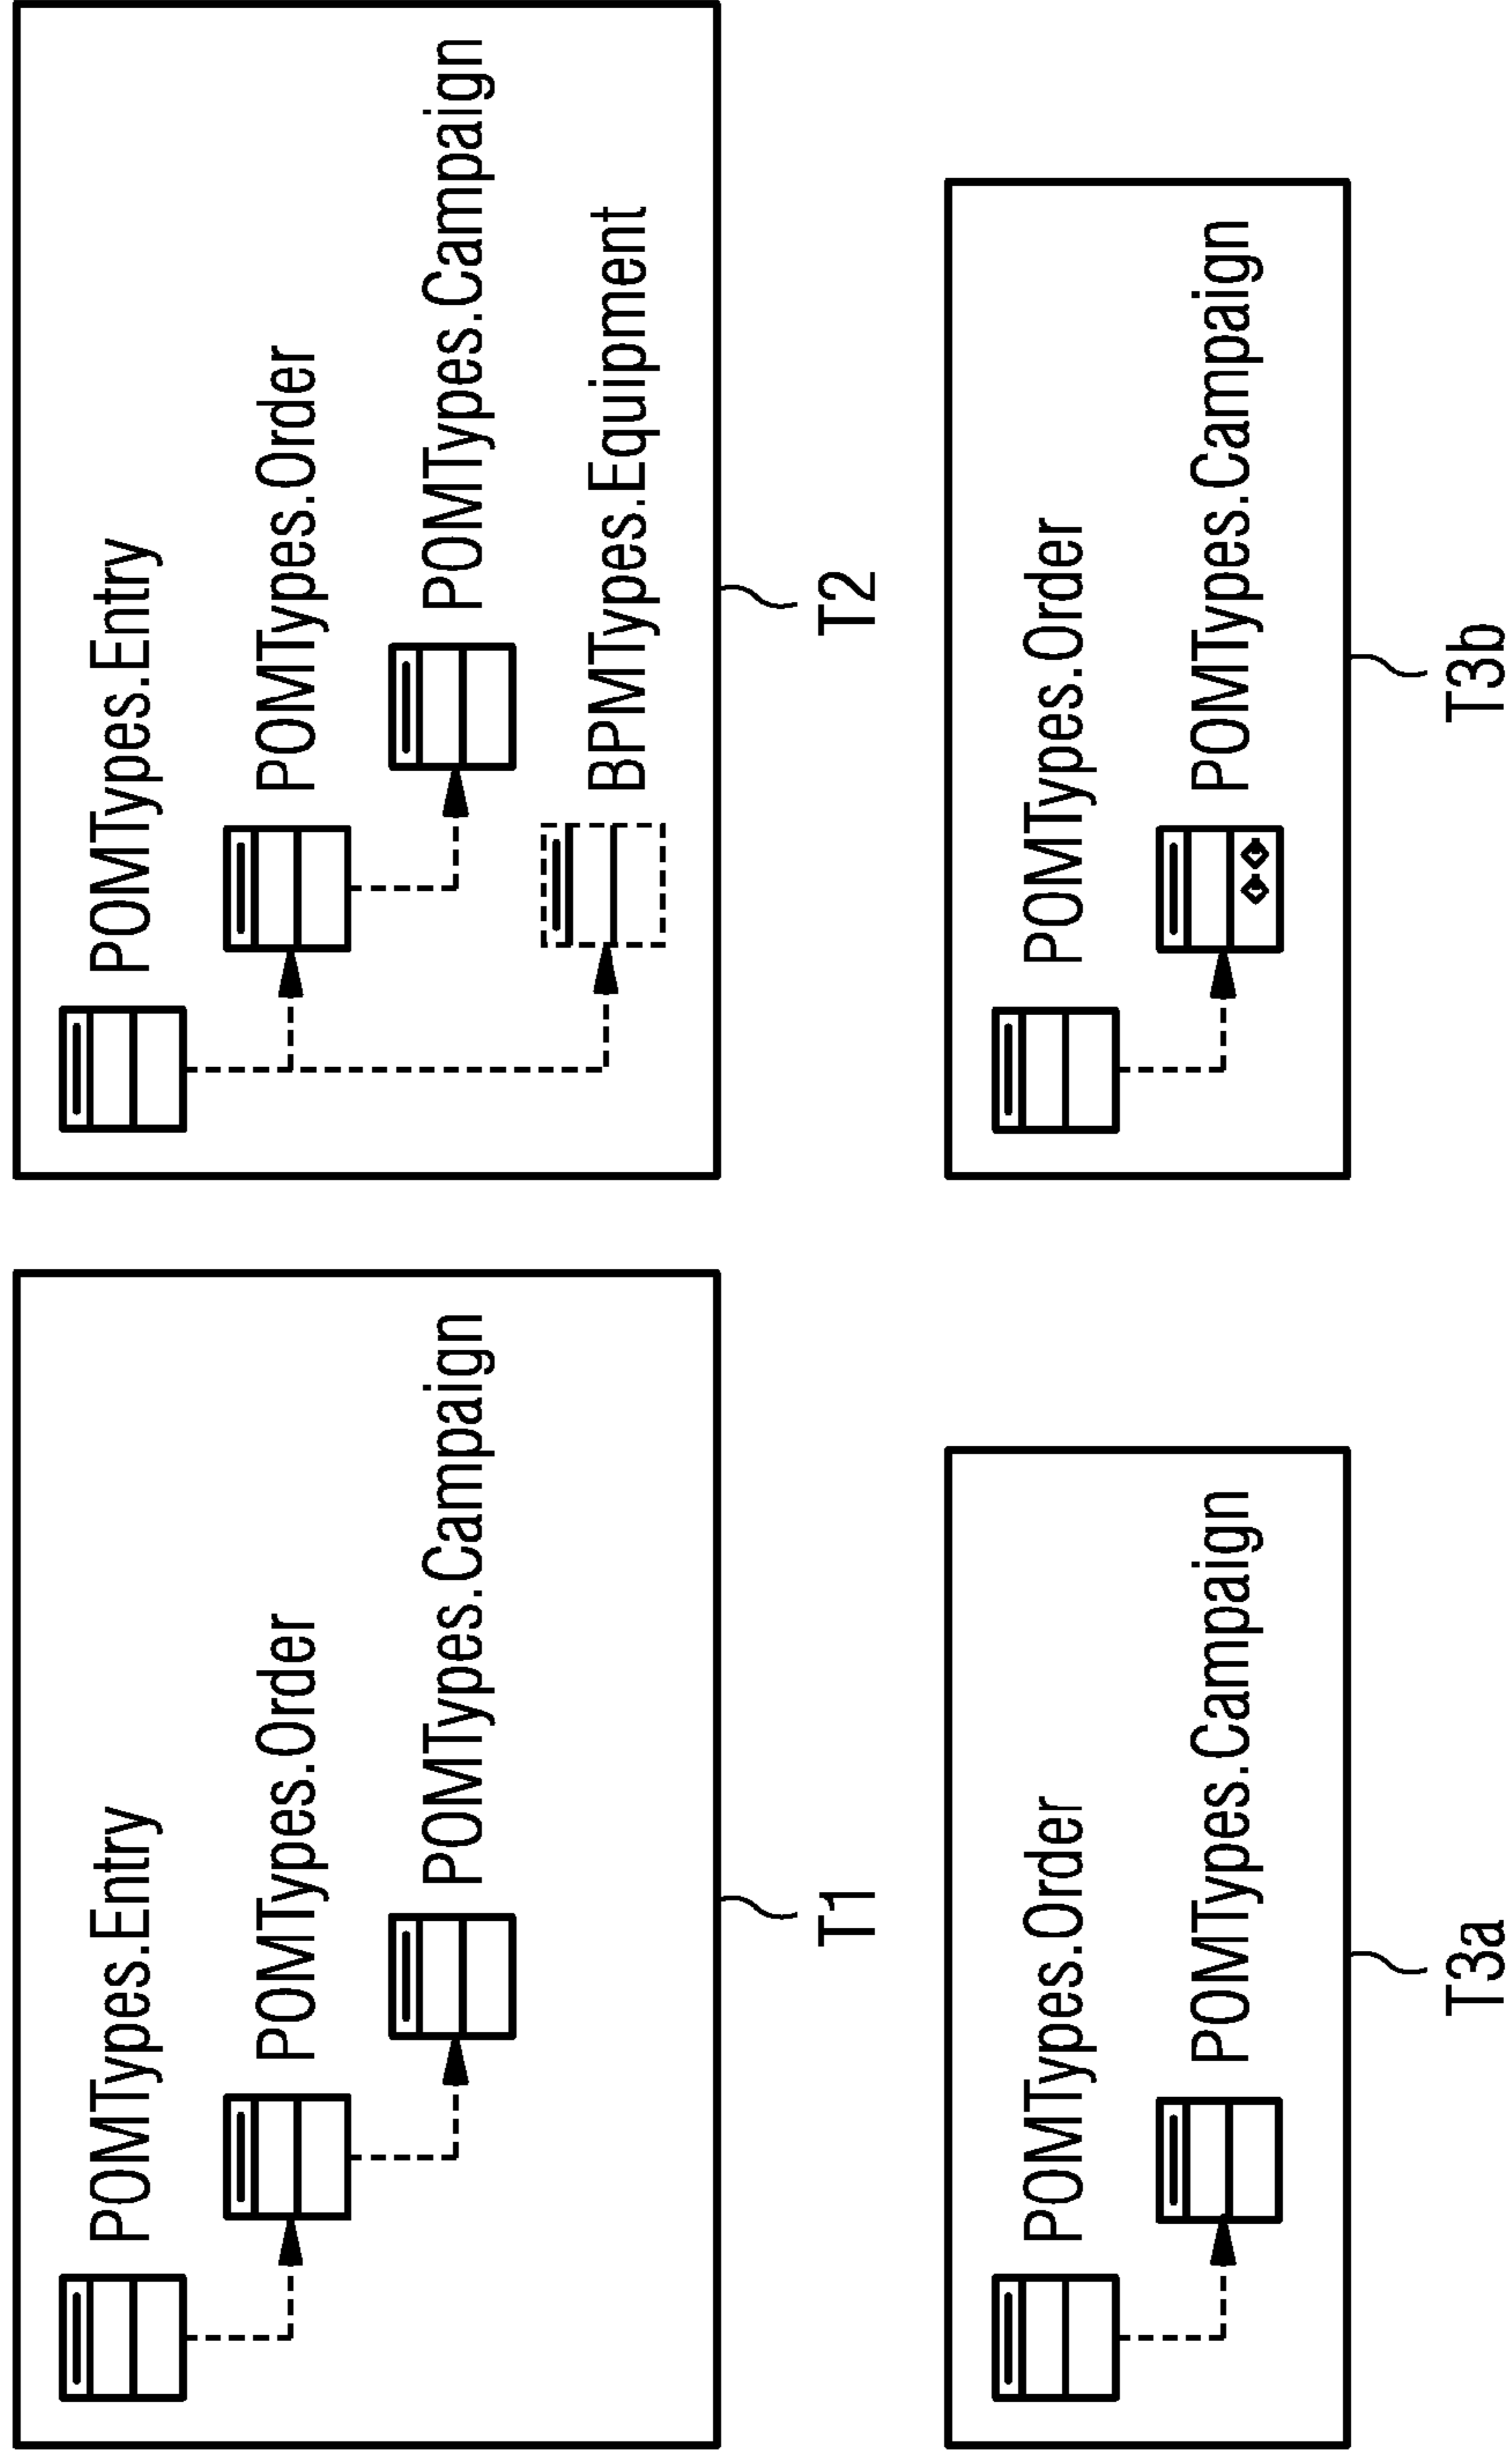 POMTypes.Entry
POMTypes.Order
POMTypes.Campaign
T1
POMTypes.Entry
POMTypes.Order
POMTypes.Campaign
BPMTypes.Equipment
T2
POMTypes.Order
POMTypes.Campaign
T3a
POMTypes.Order
POMTypes.Campaign
T3b